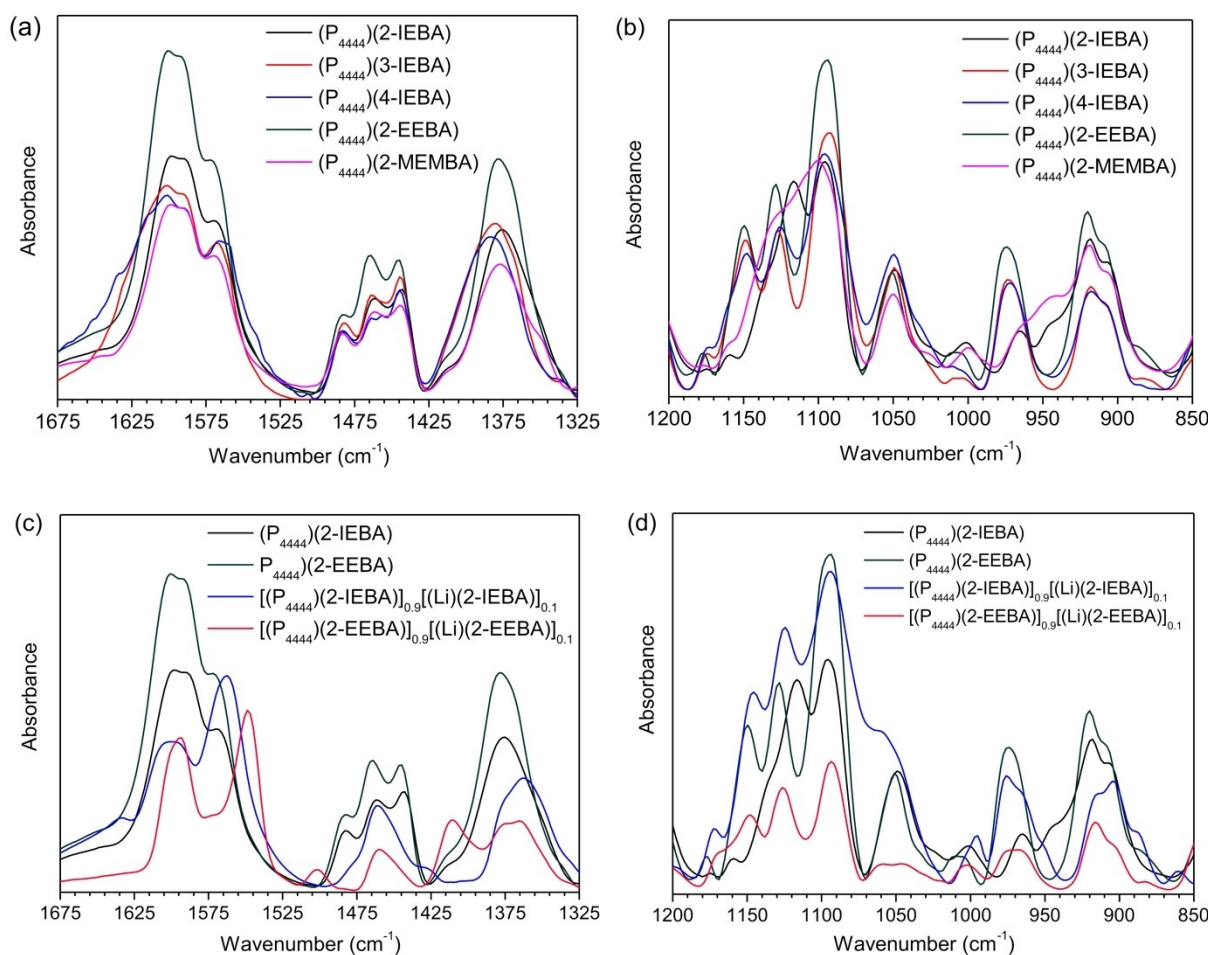 (a)
(P4444)(2-IEBA)
(P4444)(3-IEBA)
(P4444)(4-IEBA)
(P4444)(2-EEBA)
(P4444)(2-MEMBA)
Absorbance
1675 1625 1575 1525 1475 1425 1375 1325
Wavenumber (cm-1)
(b)
(P4444)(2-IEBA)
(P4444)(3-IEBA)
(P4444)(4-IEBA)
(P4444)(2-EEBA)
(P4444)(2-MEMBA)
Absorbance
1200 1150 1100 1050 1000 950 900 850
Wavenumber (cm-1)
(c)
(P4444)(2-IEBA)
P4444)(2-EEBA)
[(P4444)(2-IEBA)]0.9[(Li)(2-IEBA)]0.1
[(P4444)(2-EEBA)]0.9[(Li)(2-EEBA)]0.1
Absorbance
1675 1625 1575 1525 1475 1425 1375 1325
Wavenumber (cm-1)
(d)
(P4444)(2-IEBA)
(P4444)(2-EEBA)
[(P4444)(2-IEBA)]0.9[(Li)(2-IEBA)]0.1
[(P4444)(2-EEBA)]0.9[(Li)(2-EEBA)]0.1
Absorbance
1200 1150 1100 1050 1000 950 900 850
Wavenumber (cm-1)